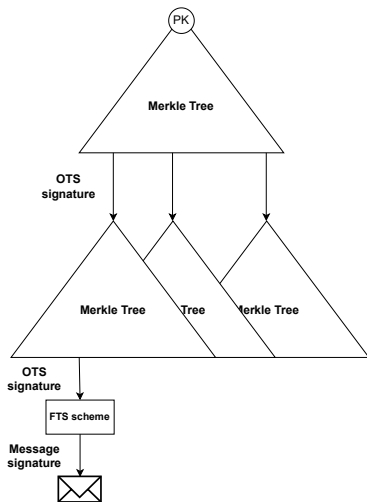 PK
Merkle Tree
OTS
signature
Merkle Tree
Tree
Merkle Tree
OTS
signature
FTS scheme
Message
signature